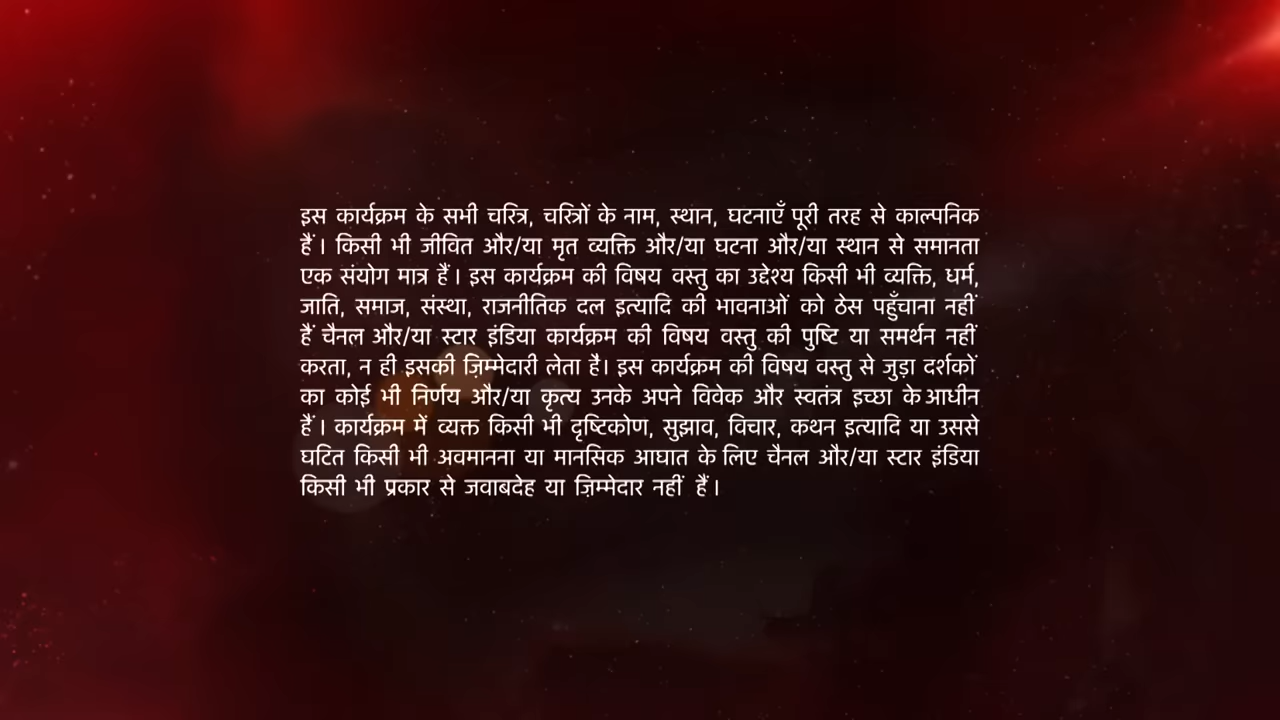 इस कार्यक्रम के सभी चरित्र, चरित्रों के नाम, स्थान, घटनाएँ पूरी तरह से काल्पनिक
हैं । किसी भी जीवित और/या मृत व्यक्ति और/या घटना और/या स्थान से समानता
एक संयोग मात्र हैं । इस कार्यक्रम की विषय वस्तु का उद्देश्य किसी भी व्यक्ति, धर्म,
जाति, समाज, संस्था, राजनीतिक दल इत्यादि की भावनाओं को ठेस पहुँचाना नहीं
हैं चैनल और/या स्टार इंडिया कार्यक्रम की विषय वस्तु की पुष्टि या समर्थन नहीं
करता, न ही इसकी ज़िम्मेदारी लेता है। इस कार्यक्रम की विषय वस्तु से जुड़ा दर्शकों
का कोई भी निर्णय और/या कृत्य उनके अपने विवेक और स्वतंत्र इच्छा के आधीन
हैं । कार्यक्रम में व्यक्त किसी भी दृष्टिकोण, सुझाव, विचार, कथन इत्यादि या उससे
घटित किसी भी अवमानना या मानसिक आघात के लिए चैनल और/या स्टार इंडिया
किसी भी प्रकार से जवाबदेह या ज़िम्मेदार नहीं हैं ।